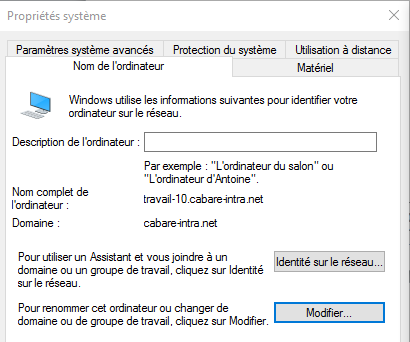 Propriétés système
Paramètres système avancés Protection du système Utilisation à distance
Nom de l'ordinateur Matériel
Windows utilise les informations suivantes pour identifier votre
ordinateur sur le réseau.
Description de l'ordinateur :
Par exemple : "L'ordinateur du salon" ou
"L'ordinateur d'Antoine".
Nom complet de
l'ordinateur :
travail-10.cabare-intra.net
Domaine : cabare-intra.net
Pour utiliser un Assistant et vous joindre à un
domaine ou un groupe de travail, cliquez sur Identité
sur le réseau.
Identité sur le réseau...
Pour renommer cet ordinateur ou changer de
domaine ou de groupe de travail, cliquez sur Modifier.
Modifier...